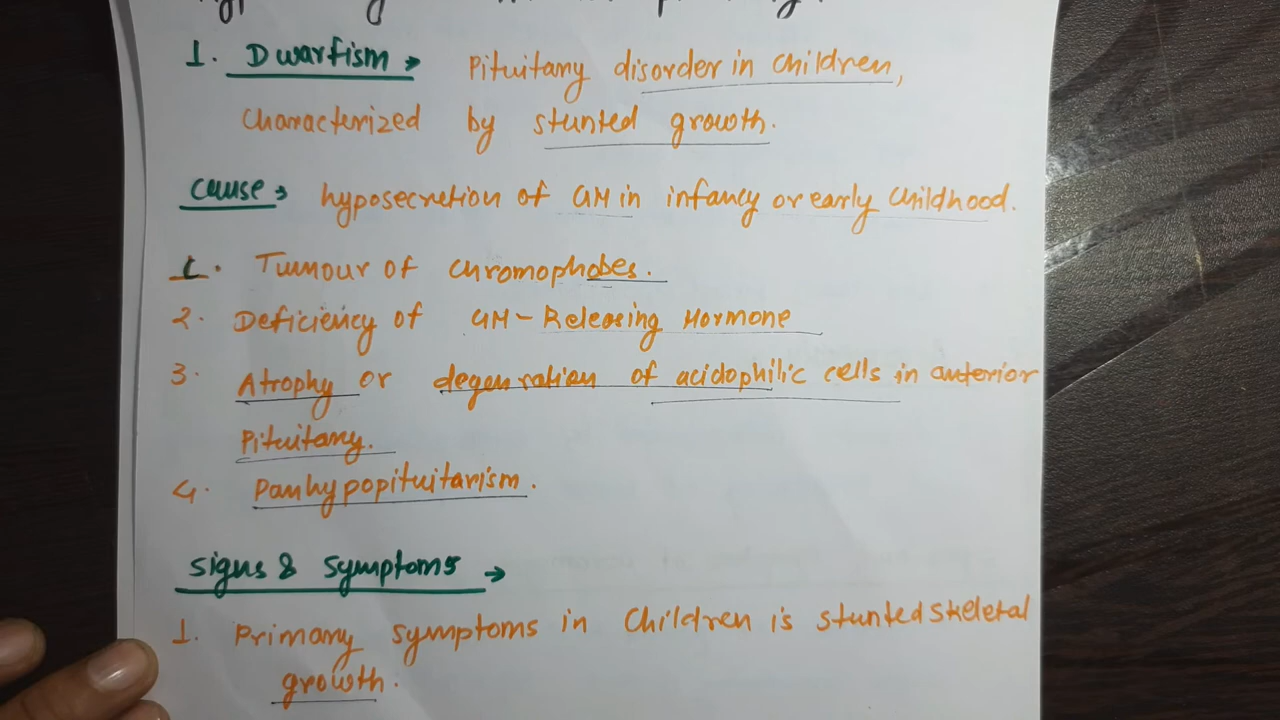 1. Dwarfism → Pituitary disorder in children,
characterized by stunted growth.
cause → hyposecretion of GH in infancy or early childhood.
1. Tumour of chromophobes.
2. Deficiency of GH-Releasing Hormone
3. Atrophy or degenration of acidophilic cells in anterior
Pituitary.
4. Panhypopituitarism.
signs & symptoms →
1. Primary symptoms in children is stunted skeletal
growth.